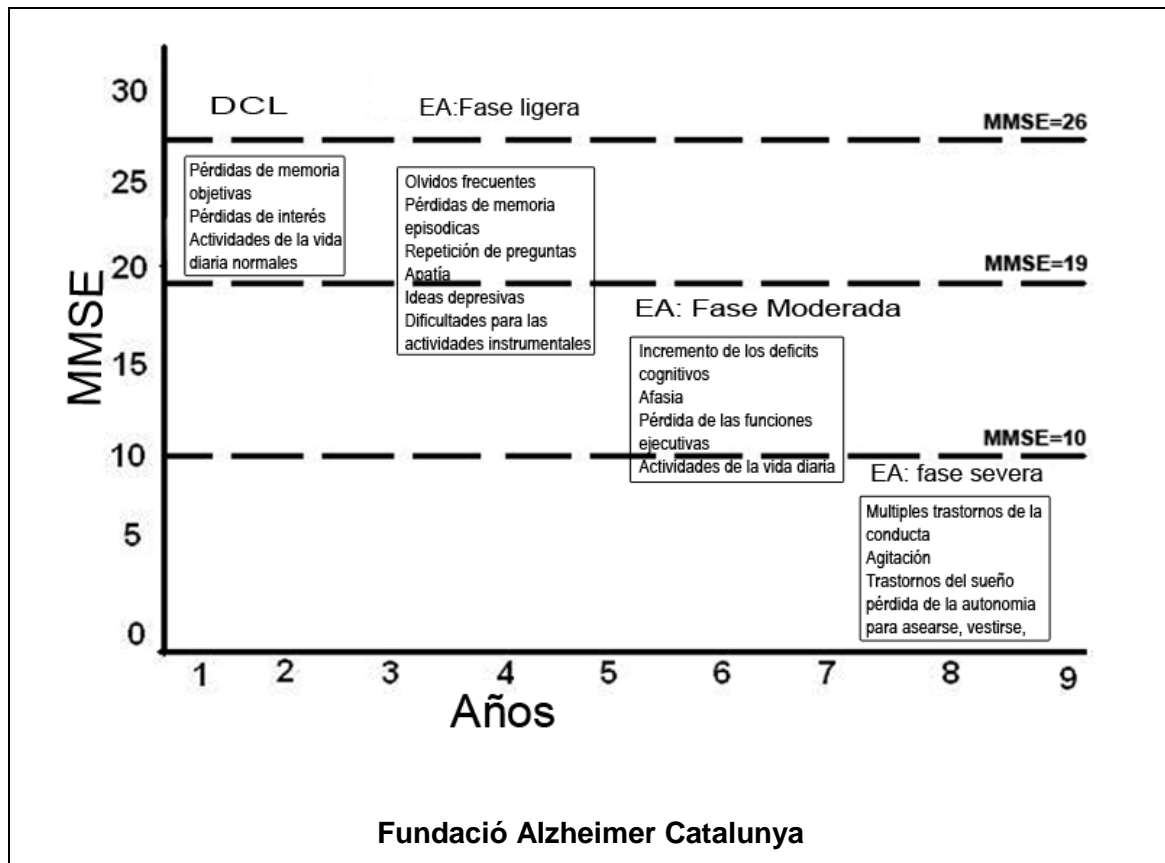 30
DCL
EA:Fase ligera
MMSE=26
25
Pérdidas de memoria
objetivas
Pérdidas de interés
Actividades de la vida
diaria normales
Olvidos frecuentes
Pérdidas de memoria
episodicas
Repetición de preguntas
Apatía
Ideas depresivas
Dificultades para las
actividades instrumentales
20
MMSE=19
MMSE
EA: Fase Moderada
15
Incremento de los deficits
cognitivos
Afasia
Pérdida de las funciones
ejecutivas
Actividades de la vida diaria
10
MMSE=10
EA: fase severa
5
Multiples trastornos de la
conducta
Agitación
Trastornos del sueño
pérdida de la autonomia
para asearse, vestirse,
0
1 2 3 4 5 6 7 8 9
Años
Fundació Alzheimer Catalunya